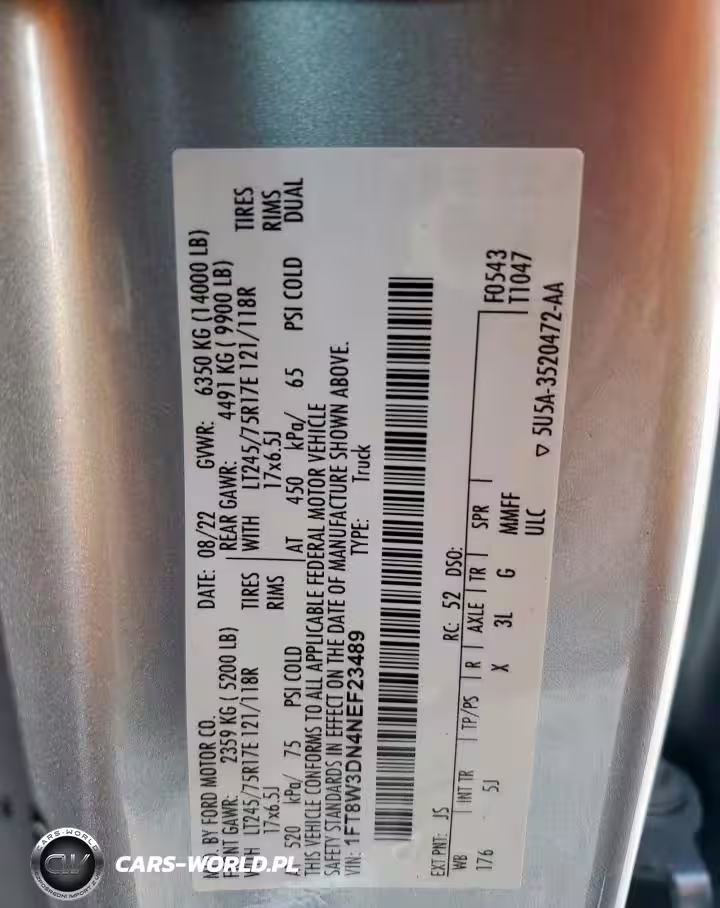 MFD. BY FORD MOTOR CO. DATE: 08/22 GVWR: 6350 KG (14000 LB)
FRONT GAWR: 2359 KG ( 5200 LB) REAR GAWR: 4491 KG ( 9900 LB)
WITH LT245/75R17E 121/118R TIRES WITH LT245/75R17E 121/118R TIRES
17x6.5J RIMS 17x6.5J RIMS
AT 520 kPa/ 75 PSI COLD AT 450 kPa/ 65 PSI COLD DUAL
THIS VEHICLE CONFORMS TO ALL APPLICABLE FEDERAL MOTOR VEHICLE
SAFETY STANDARDS IN EFFECT ON THE DATE OF MANUFACTURE SHOWN ABOVE.
VIN: 1FT8W3DN4NEF23489 TYPE: Truck
EXT PNT: JS RC: 52 DSO:
WB INT TR TP/PS R AXLE TR SPR F0543
176 5J X 3L G MMFF T1047
ULC
▽ 5U5A-3520472-AA
CARS-WORLD
CW
CARS-WORLD.PL